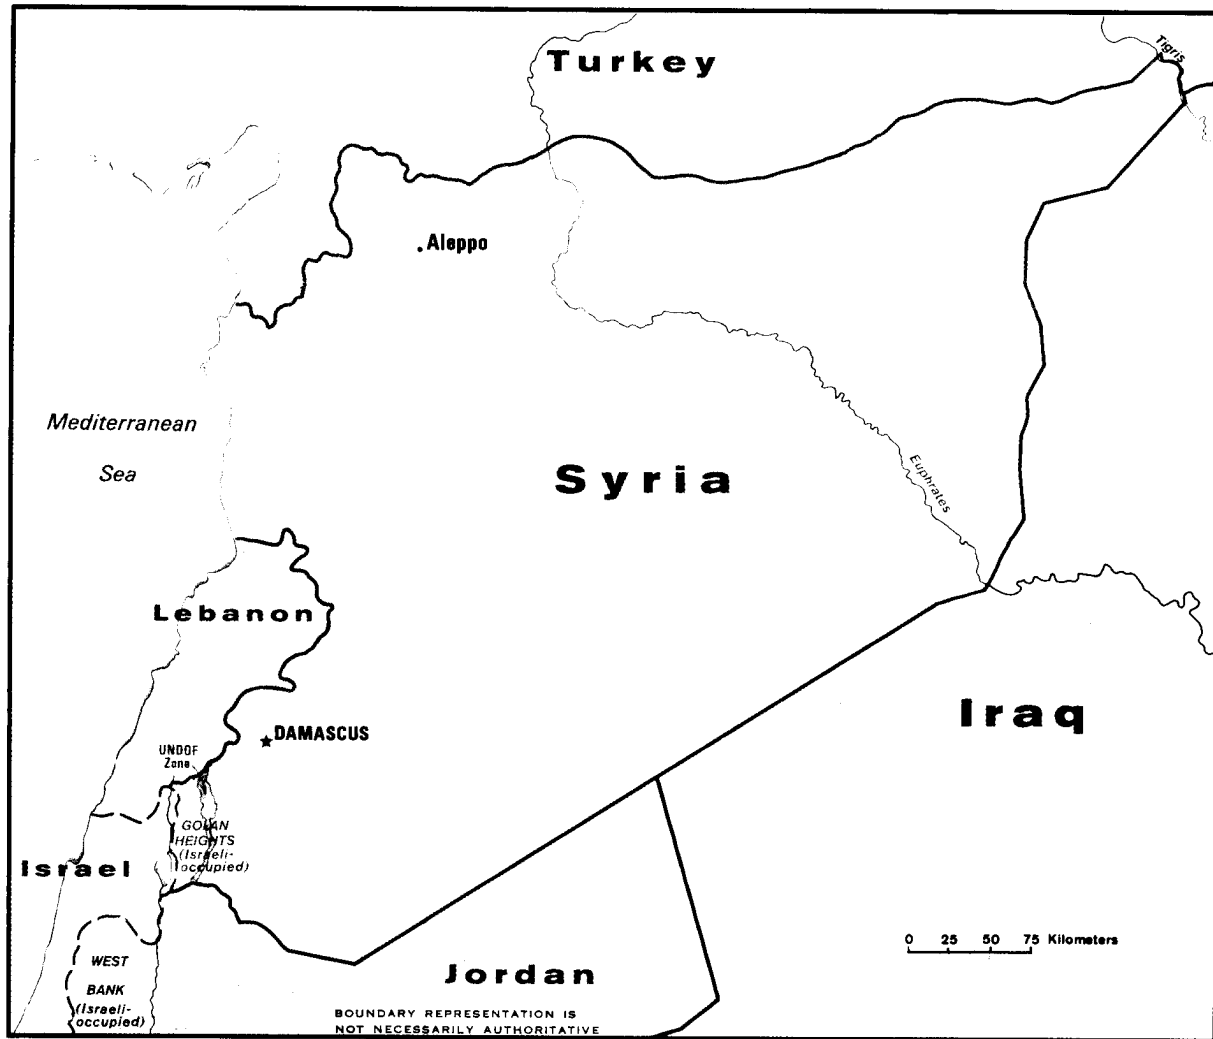 Turkey
Tigris
Aleppo
Mediterranean
Sea
Euphrates
Syria
Lebanon
DAMASCUS
UNDOF
Zone
Iraq
GOLAN
HEIGHTS
(Israeli-
occupied)
Israel
0 25 50 75 Kilometers
WEST
BANK
(Israeli-
occupied)
Jordan
BOUNDARY REPRESENTATION IS
NOT NECESSARILY AUTHORITATIVE